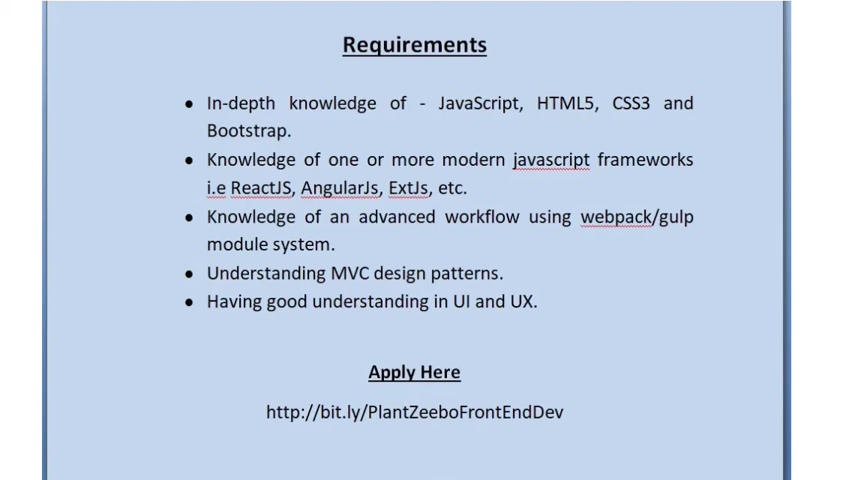 Requirements
● In-depth knowledge of - JavaScript, HTML5, CSS3 and
Bootstrap.
● Knowledge of one or more modern javascript frameworks
i.e ReactJS, AngularJs, ExtJs, etc.
● Knowledge of an advanced workflow using webpack/gulp
module system.
● Understanding MVC design patterns.
● Having good understanding in UI and UX.
Apply Here
http://bit.ly/PlantZeeboFrontEndDev